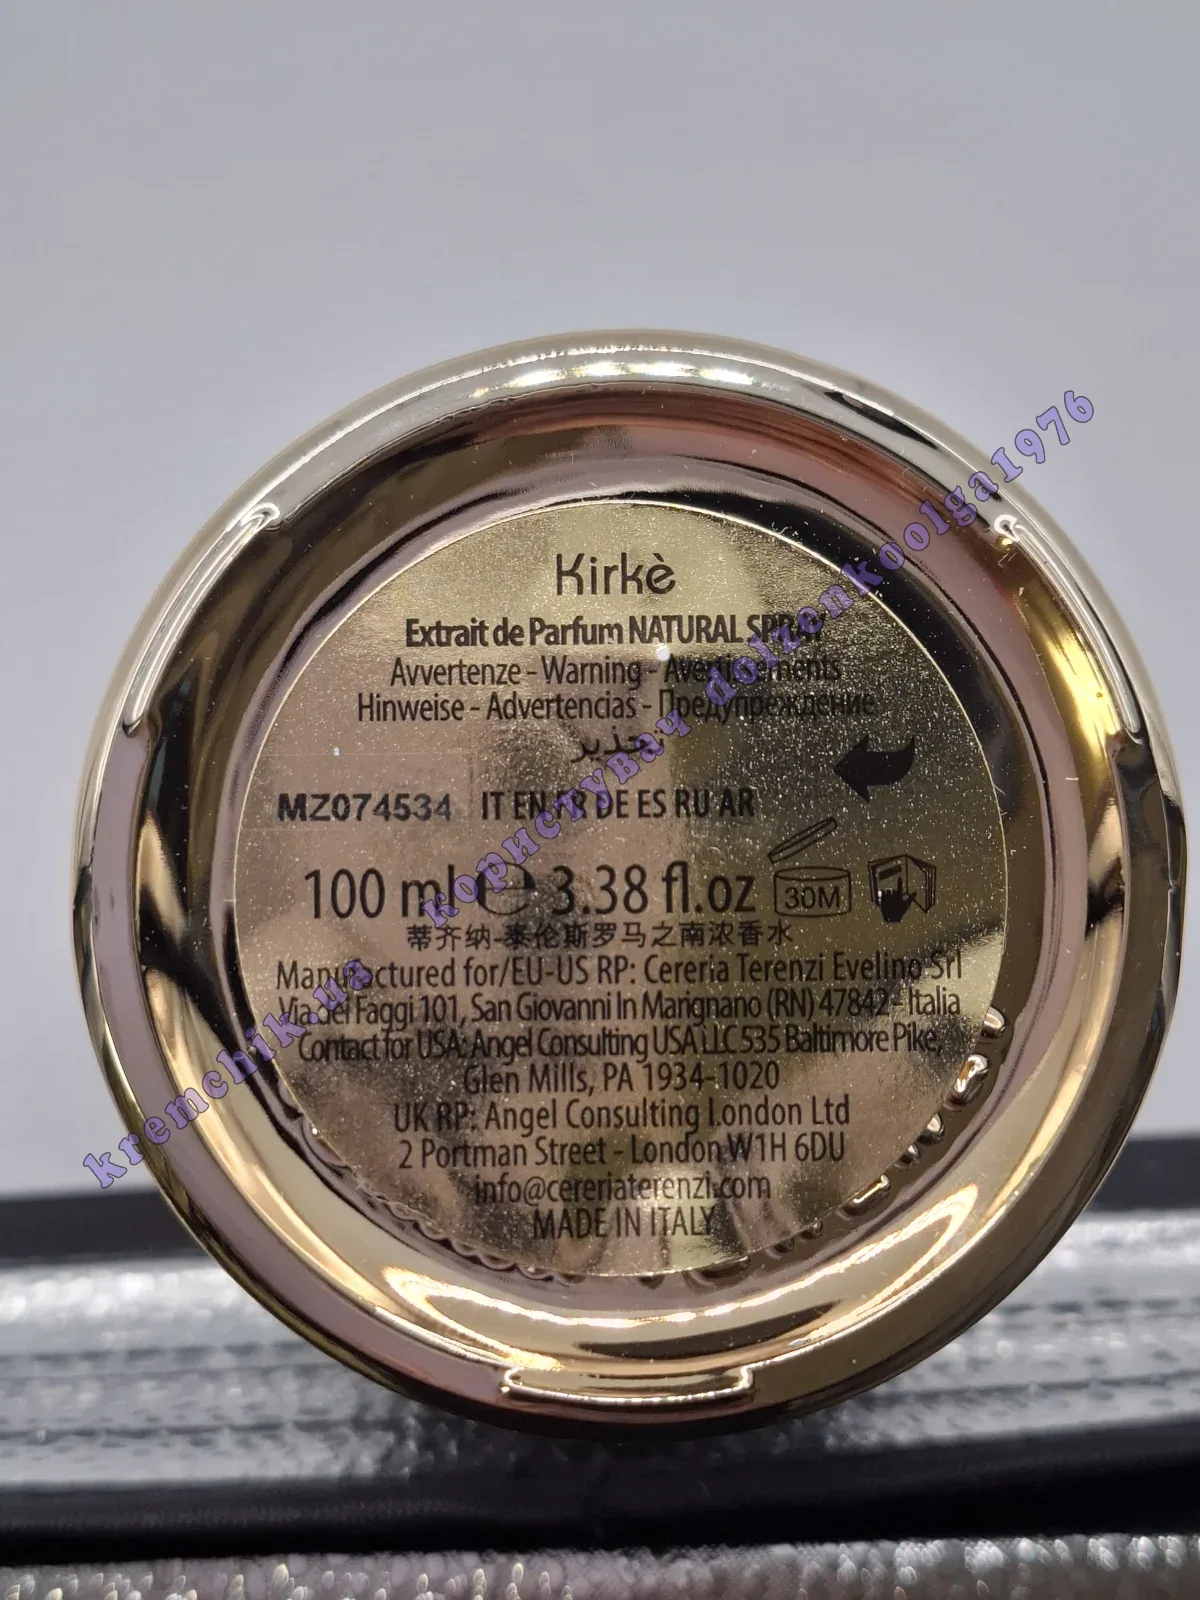 Kirkè
Extrait de Parfum NATURAL SPRAY
Avvertenze - Warning - Avertissements
Hinweise - Advertencias - Предупреждение
تحذير
MZ074534 IT EN FR DE ES RU AR
100 ml ℮ 3.38 fl.oz 30M
蒂齐纳-泰伦斯罗马之南浓香水
Manufactured for/EU-US RP: Cereria Terenzi Evelino Srl
Via dei Faggi 101, San Giovanni In Marignano (RN) 47842 - Italia
Contact for USA: Angel Consulting USA LLC 535 Baltimore Pike,
Glen Mills, PA 1934-1020
UK RP: Angel Consulting London Ltd
2 Portman Street - London W1H 6DU
info@cereriaterenzi.com
MADE IN ITALY
kremchik.ua користувач dolzenkoolga1976